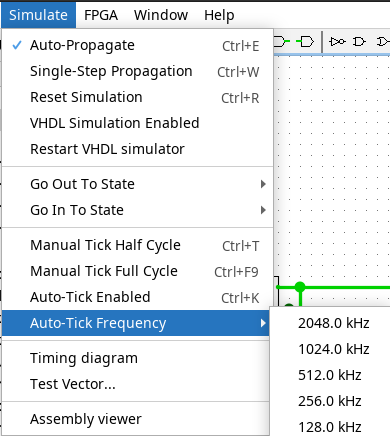 Simulate FPGA Window Help
Auto-Propagate Ctrl+E
Single-Step Propagation Ctrl+W
Reset Simulation Ctrl+R
VHDL Simulation Enabled
Restart VHDL simulator
Go Out To State
Go In To State
Manual Tick Half Cycle Ctrl+T
Manual Tick Full Cycle Ctrl+F9
Auto-Tick Enabled Ctrl+K
Auto-Tick Frequency
2048.0 kHz
1024.0 kHz
512.0 kHz
256.0 kHz
128.0 kHz
Timing diagram
Test Vector...
Assembly viewer